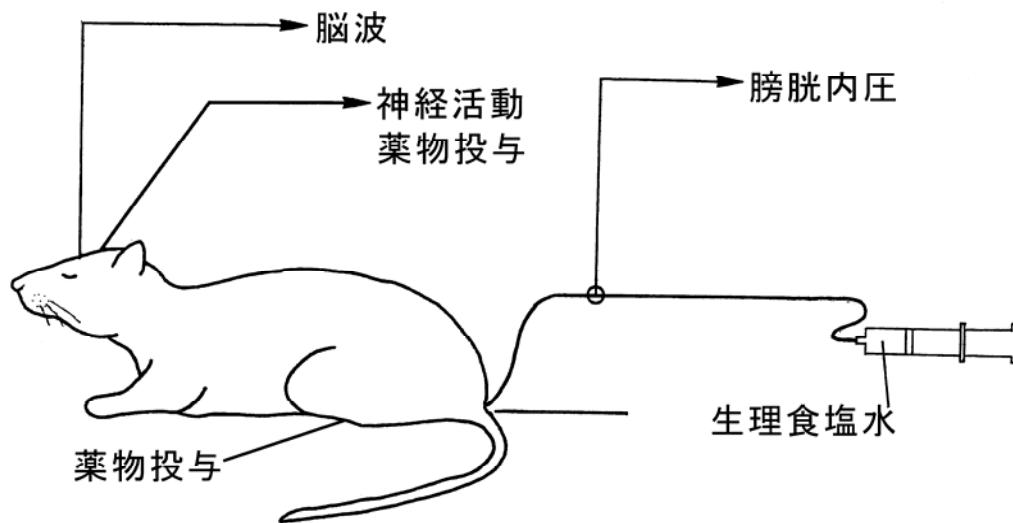 脳波
神経活動
薬物投与
膀胱内圧
生理食塩水
薬物投与